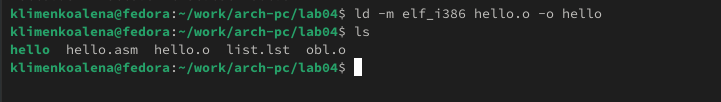 klimenkoalena@fedora:~/work/arch-pc/lab04$ ld -m elf_i386 hello.o -o hello
klimenkoalena@fedora:~/work/arch-pc/lab04$ ls
hello  hello.asm  hello.o  list.lst  obl.o
klimenkoalena@fedora:~/work/arch-pc/lab04$